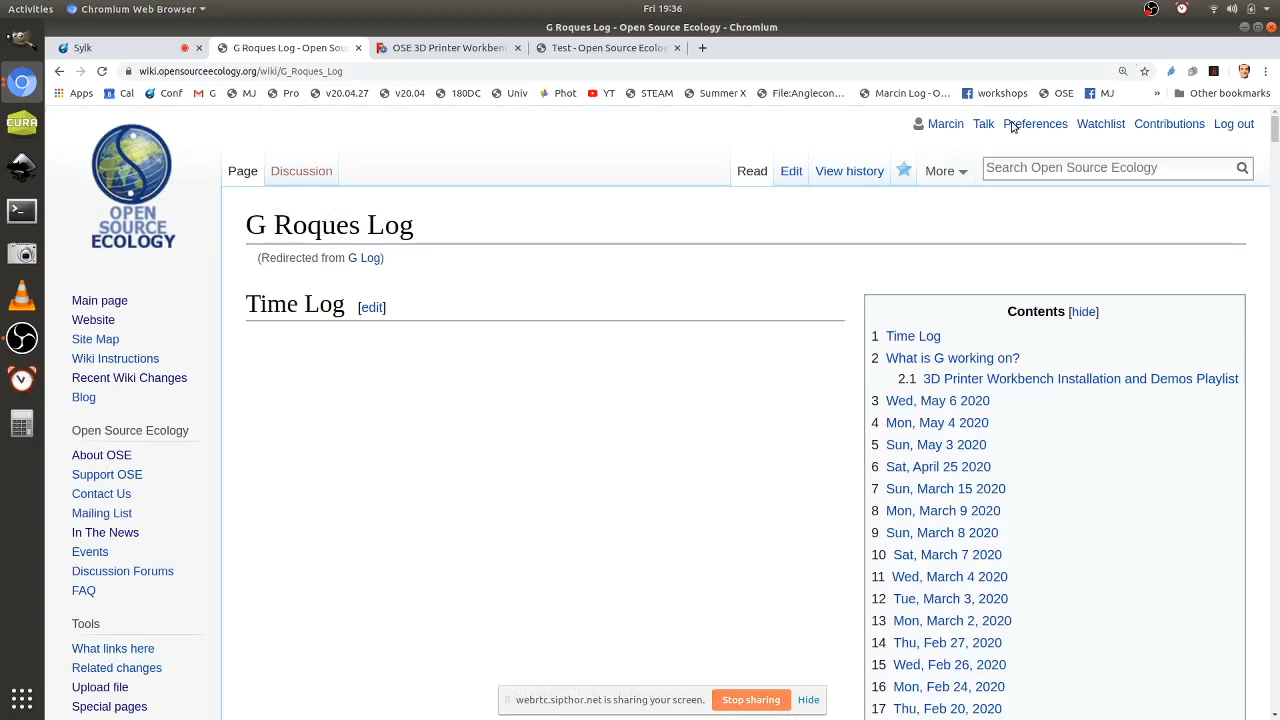 Activities Chromium Web Browser Fri 19:36
G Roques Log - Open Source Ecology - Chromium
Sylk G Roques Log - Open Sou OSE 3D Printer Workben Test - Open Source Ecolo
wiki.opensourceecology.org/wiki/G_Roques_Log
Apps Cal Conf G MJ Pro v20.04.27 v20.04 180DC Univ Phot YT STEAM Summer X File:Anglecon... Marcin Log - O... workshops OSE MJ » Other bookmarks
Marcin Talk Preferences Watchlist Contributions Log out
Page Discussion Read Edit View history More Search Open Source Ecology
OPEN
SOURCE
ECOLOGY
G Roques Log
(Redirected from G Log)
Time Log [edit]
Main page
Website
Site Map
Wiki Instructions
Recent Wiki Changes
Blog
Open Source Ecology
About OSE
Support OSE
Contact Us
Mailing List
In The News
Events
Discussion Forums
FAQ
Tools
What links here
Related changes
Upload file
Special pages
Contents [hide]
1 Time Log
2 What is G working on?
2.1 3D Printer Workbench Installation and Demos Playlist
3 Wed, May 6 2020
4 Mon, May 4 2020
5 Sun, May 3 2020
6 Sat, April 25 2020
7 Sun, March 15 2020
8 Mon, March 9 2020
9 Sun, March 8 2020
10 Sat, March 7 2020
11 Wed, March 4 2020
12 Tue, March 3, 2020
13 Mon, March 2, 2020
14 Thu, Feb 27, 2020
15 Wed, Feb 26, 2020
16 Mon, Feb 24, 2020
17 Thu, Feb 20, 2020
webrtc.sipthor.net is sharing your screen. Stop sharing Hide
CURA